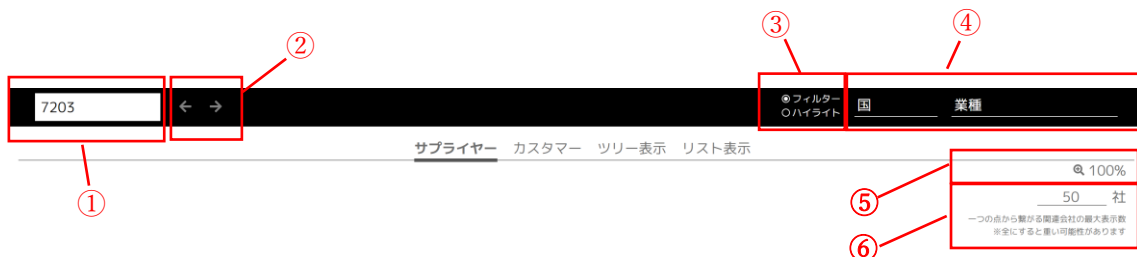 ②
③
④
7203
← →
フィルター
ハイライト
国 業種
サプライヤー カスタマー ツリー表示 リスト表示
①
⑤
100%
50 社
一つの点から繋がる関連会社の最大表示数
※全にすると重い可能性があります
⑥